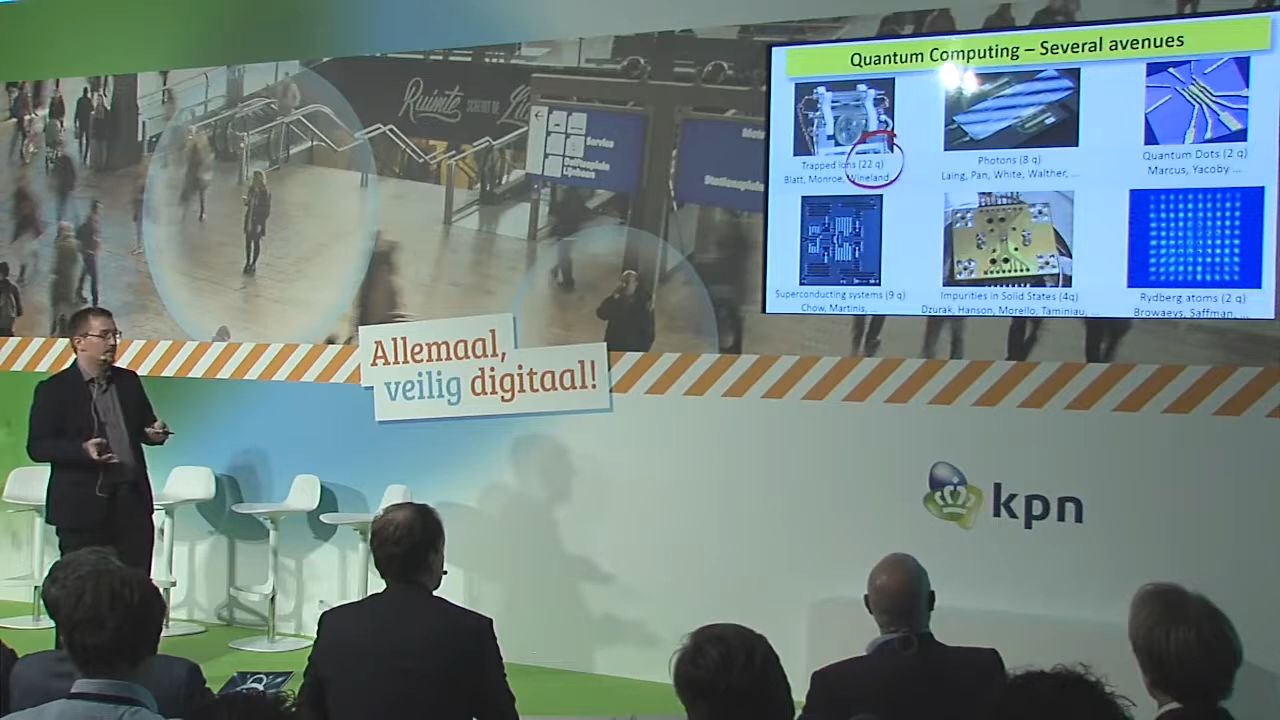 Quantum Computing – Several avenues
Trapped ions (22 q)
Blatt, Monroe, Wineland
Photons (8 q)
Laing, Pan, White, Walther, ...
Quantum Dots (2 q)
Marcus, Yacoby ...
Superconducting systems (9 q)
Chow, Martinis, ...
Impurities in Solid States (4q)
Dzurak, Hanson, Morello, Taminiau, ...
Rydberg atoms (2 q)
Browaeys, Saffman, ...
Ruimte
Service
Allemaal,
veilig digitaal!
kpn